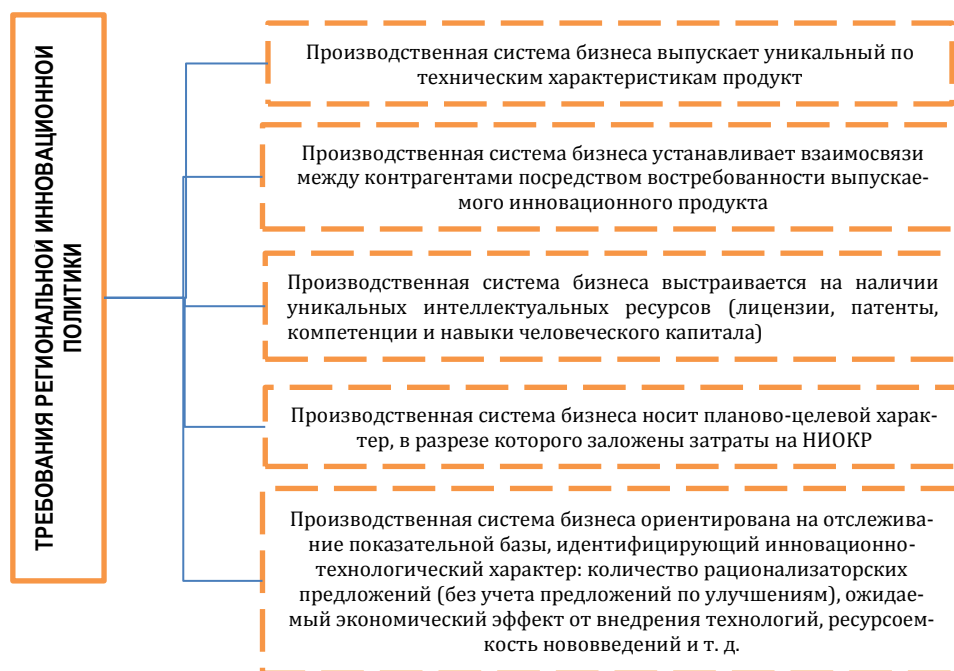 ТРЕБОВАНИЯ РЕГИОНАЛЬНОЙ ИННОВАЦИОННОЙ
ПОЛИТИКИ
Производственная система бизнеса выпускает уникальный по
техническим характеристикам продукт
Производственная система бизнеса устанавливает взаимосвязи
между контрагентами посредством востребованности выпускае-
мого инновационного продукта
Производственная система бизнеса выстраивается на наличии
уникальных интеллектуальных ресурсов (лицензии, патенты,
компетенции и навыки человеческого капитала)
Производственная система бизнеса носит планово-целевой харак-
тер, в разрезе которого заложены затраты на НИОКР
Производственная система бизнеса ориентирована на отслежива-
ние показательной базы, идентифицирующий инновационно-
технологический характер: количество рационализаторских
предложений (без учета предложений по улучшениям), ожидае-
мый экономический эффект от внедрения технологий, ресурсоем-
кость нововведений и т. д.